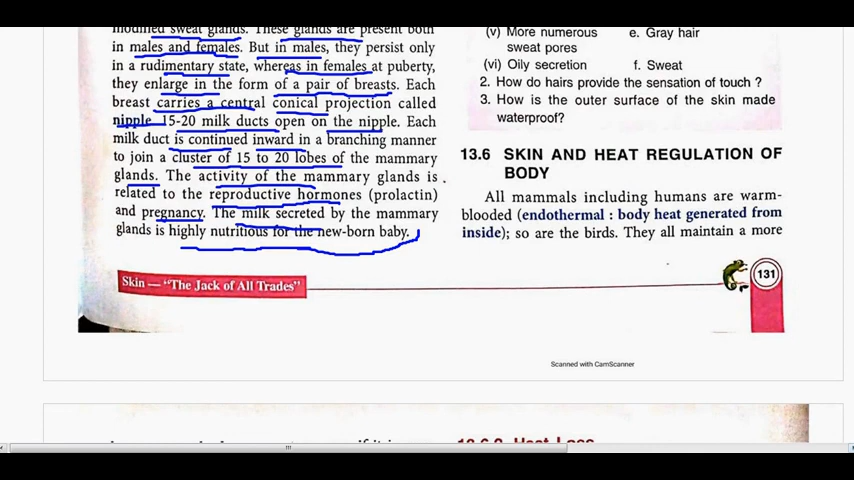 modified sweat glands. These glands are present both
in males and females. But in males, they persist only
in a rudimentary state, whereas in females at puberty,
they enlarge in the form of a pair of breasts. Each
breast carries a central conical projection called
nipple. 15-20 milk ducts open on the nipple. Each
milk duct is continued inward in a branching manner
to join a cluster of 15 to 20 lobes of the mammary
glands. The activity of the mammary glands is
related to the reproductive hormones (prolactin)
and pregnancy. The milk secreted by the mammary
glands is highly nutritious for the new-born baby.
(v) More numerous e. Gray hair
sweat pores
(vi) Oily secretion f. Sweat
2. How do hairs provide the sensation of touch ?
3. How is the outer surface of the skin made
waterproof?
13.6 SKIN AND HEAT REGULATION OF
BODY
All mammals including humans are warm-
blooded (endothermal : body heat generated from
inside); so are the birds. They all maintain a more
Skin — "The Jack of All Trades"
131
Scanned with CamScanner